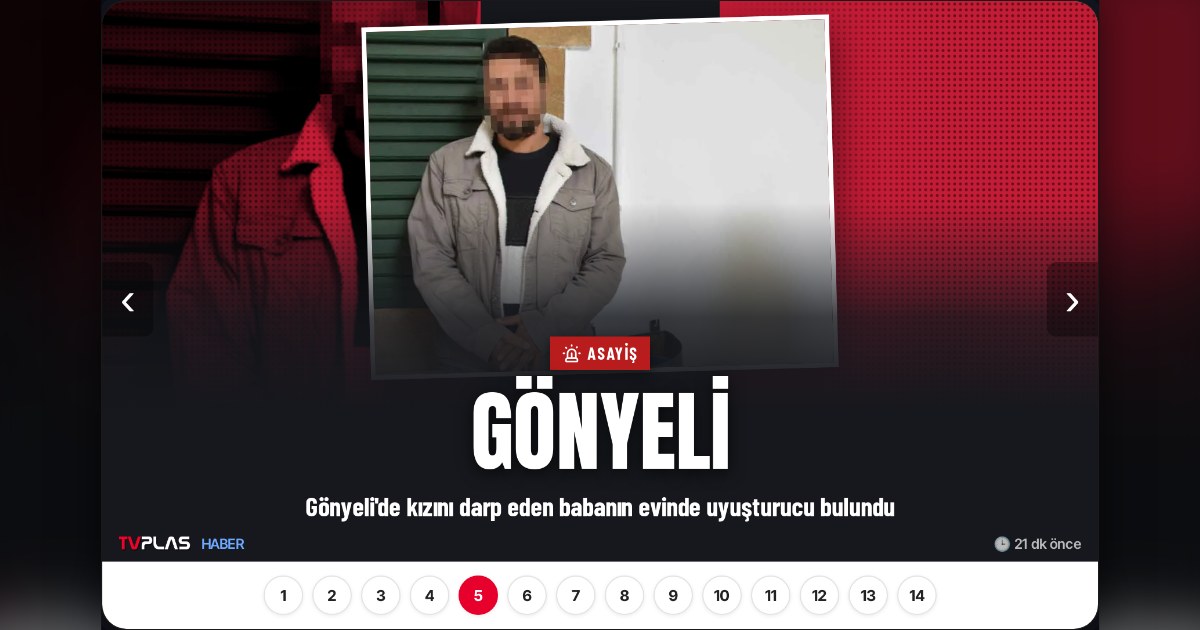 ASAYİŞ
GÖNYELİ
Gönyeli'de kızını darp eden babanın evinde uyuşturucu bulundu
TVPLAS HABER
21 dk önce
1 2 3 4 5 6 7 8 9 10 11 12 13 14